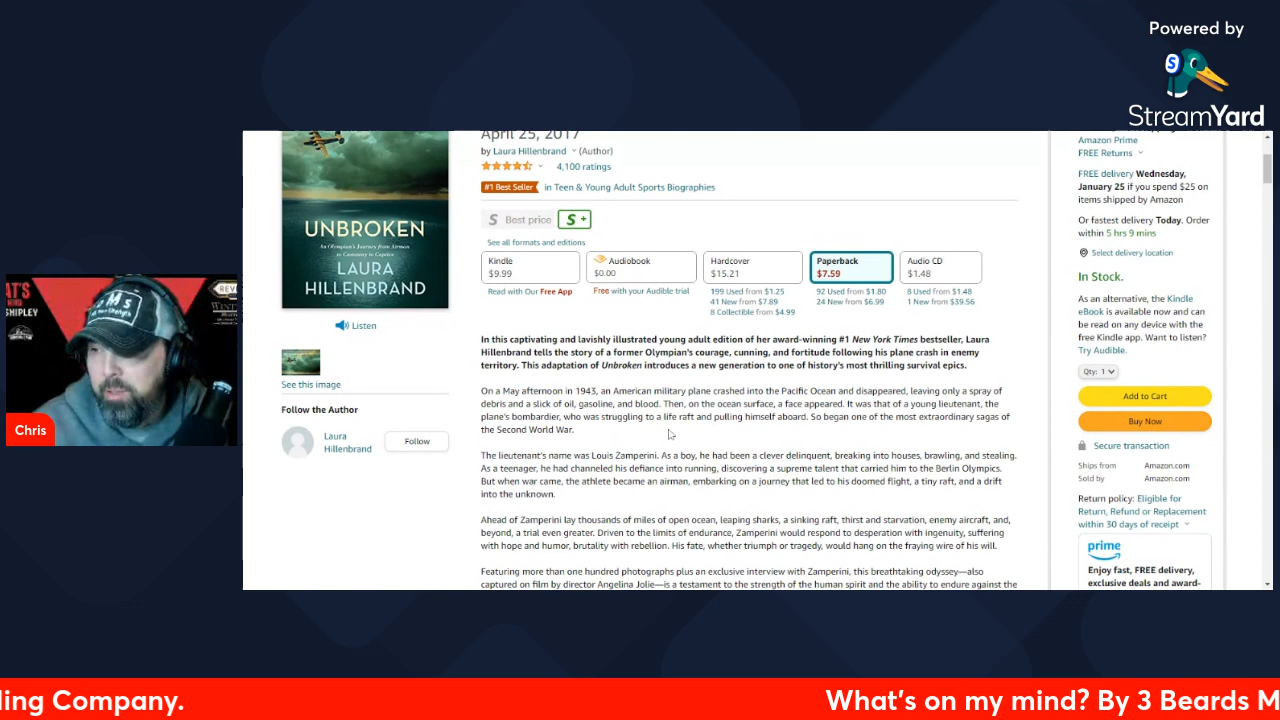 Powered by
S
StreamYard
April 25, 2017
by Laura Hillenbrand (Author)
4,100 ratings
#1 Best Seller in Teen & Young Adult Sports Biographies
S Best price S +
See all formats and editions
Kindle
$9.99
Read with Our Free App
Audiobook
$0.00
Free with your Audible trial
Hardcover
$15.21
199 Used from $1.25
41 New from $7.89
8 Collectible from $4.99
Paperback
$7.59
92 Used from $1.80
24 New from $6.99
Audio CD
$1.48
8 Used from $1.48
1 New from $39.56
UNBROKEN
An Olympian's Journey from Airman
to Castaway to Captive
LAURA
HILLENBRAND
Listen
See this image
Follow the Author
Laura
Hillenbrand
Follow
In this captivating and lavishly illustrated young adult edition of her award-winning #1 New York Times bestseller, Laura
Hillenbrand tells the story of a former Olympian's courage, cunning, and fortitude following his plane crash in enemy
territory. This adaptation of Unbroken introduces a new generation to one of history's most thrilling survival epics.
On a May afternoon in 1943, an American military plane crashed into the Pacific Ocean and disappeared, leaving only a spray of
debris and a slick of oil, gasoline, and blood. Then, on the ocean surface, a face appeared. It was that of a young lieutenant, the
plane's bombardier, who was struggling to a life raft and pulling himself aboard. So began one of the most extraordinary sagas of
the Second World War.
The lieutenant's name was Louis Zamperini. As a boy, he had been a clever delinquent, breaking into houses, brawling, and stealing.
As a teenager, he had channeled his defiance into running, discovering a supreme talent that carried him to the Berlin Olympics.
But when war came, the athlete became an airman, embarking on a journey that led to his doomed flight, a tiny raft, and a drift
into the unknown.
Ahead of Zamperini lay thousands of miles of open ocean, leaping sharks, a sinking raft, thirst and starvation, enemy aircraft, and,
beyond, a trial even greater. Driven to the limits of endurance, Zamperini would respond to desperation with ingenuity, suffering
with hope and humor, brutality with rebellion. His fate, whether triumph or tragedy, would hang on the fraying wire of his will.
Featuring more than one hundred photographs plus an exclusive interview with Zamperini, this breathtaking odyssey—also
captured on film by director Angelina Jolie—is a testament to the strength of the human spirit and the ability to endure against the
Amazon Prime
FREE Returns
FREE delivery Wednesday,
January 25 if you spend $25 on
items shipped by Amazon
Or fastest delivery Today. Order
within 5 hrs 9 mins
Select delivery location
In Stock.
As an alternative, the Kindle
eBook is available now and can
be read on any device with the
free Kindle app. Want to listen?
Try Audible.
Qty: 1
Add to Cart
Buy Now
Secure transaction
Ships from Amazon.com
Sold by Amazon.com
Return policy: Eligible for
Return, Refund or Replacement
within 30 days of receipt
prime
Enjoy fast, FREE delivery,
exclusive deals and award-
SHIPLEY
Chris
ling Company.
What's on my mind? By 3 Beards M